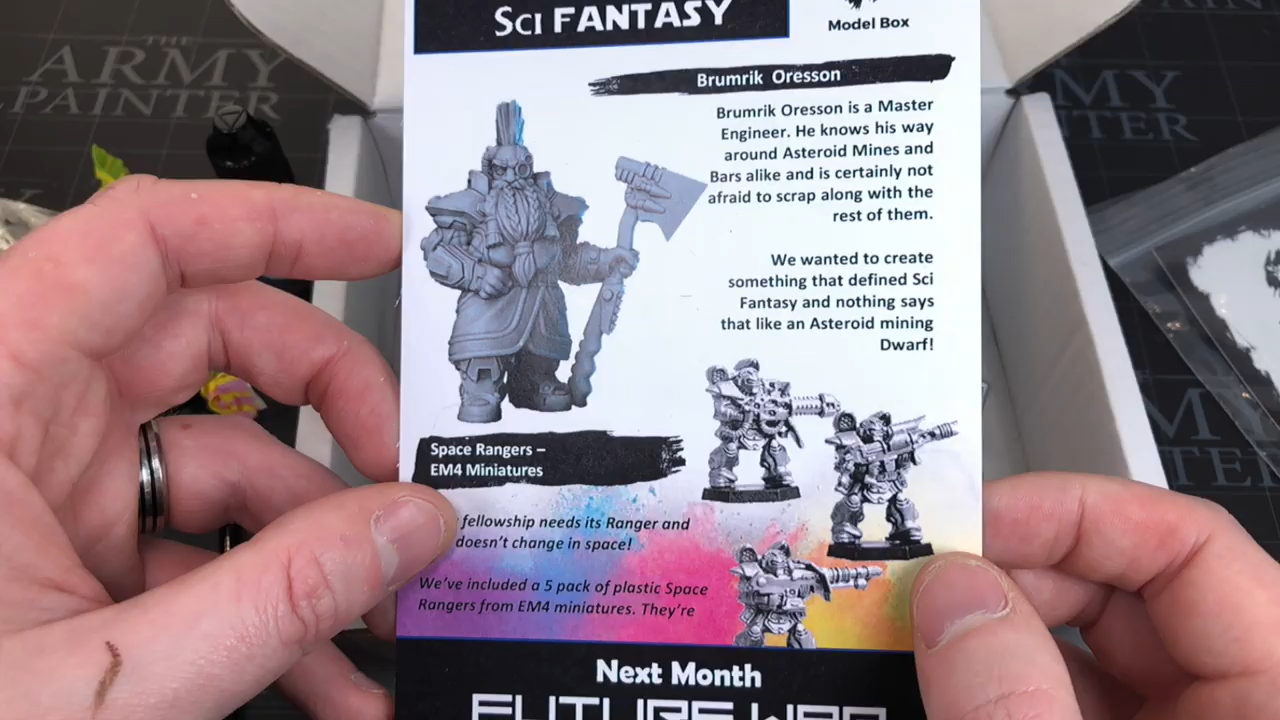 THE
ARMY
PAINTER
SCI FANTASY
Model Box
Brumrik Oresson
Brumrik Oresson is a Master
Engineer. He knows his way
around Asteroid Mines and
Bars alike and is certainly not
afraid to scrap along with the
rest of them.
We wanted to create
something that defined Sci
Fantasy and nothing says
that like an Asteroid mining
Dwarf!
Space Rangers –
EM4 Miniatures
fellowship needs its Ranger and
doesn't change in space!
We've included a 5 pack of plastic Space
Rangers from EM4 miniatures. They're
Next Month
FUTURE WAR